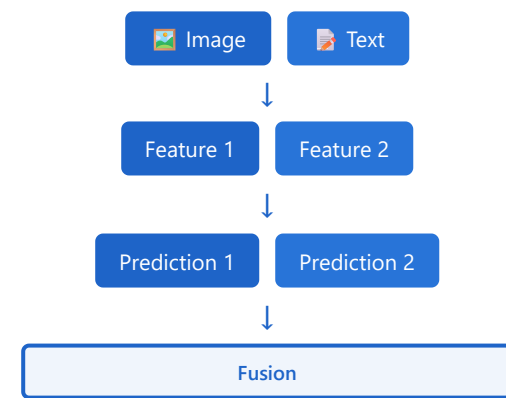 Image Text
↓
Feature 1 Feature 2
↓
Prediction 1 Prediction 2
↓
Fusion